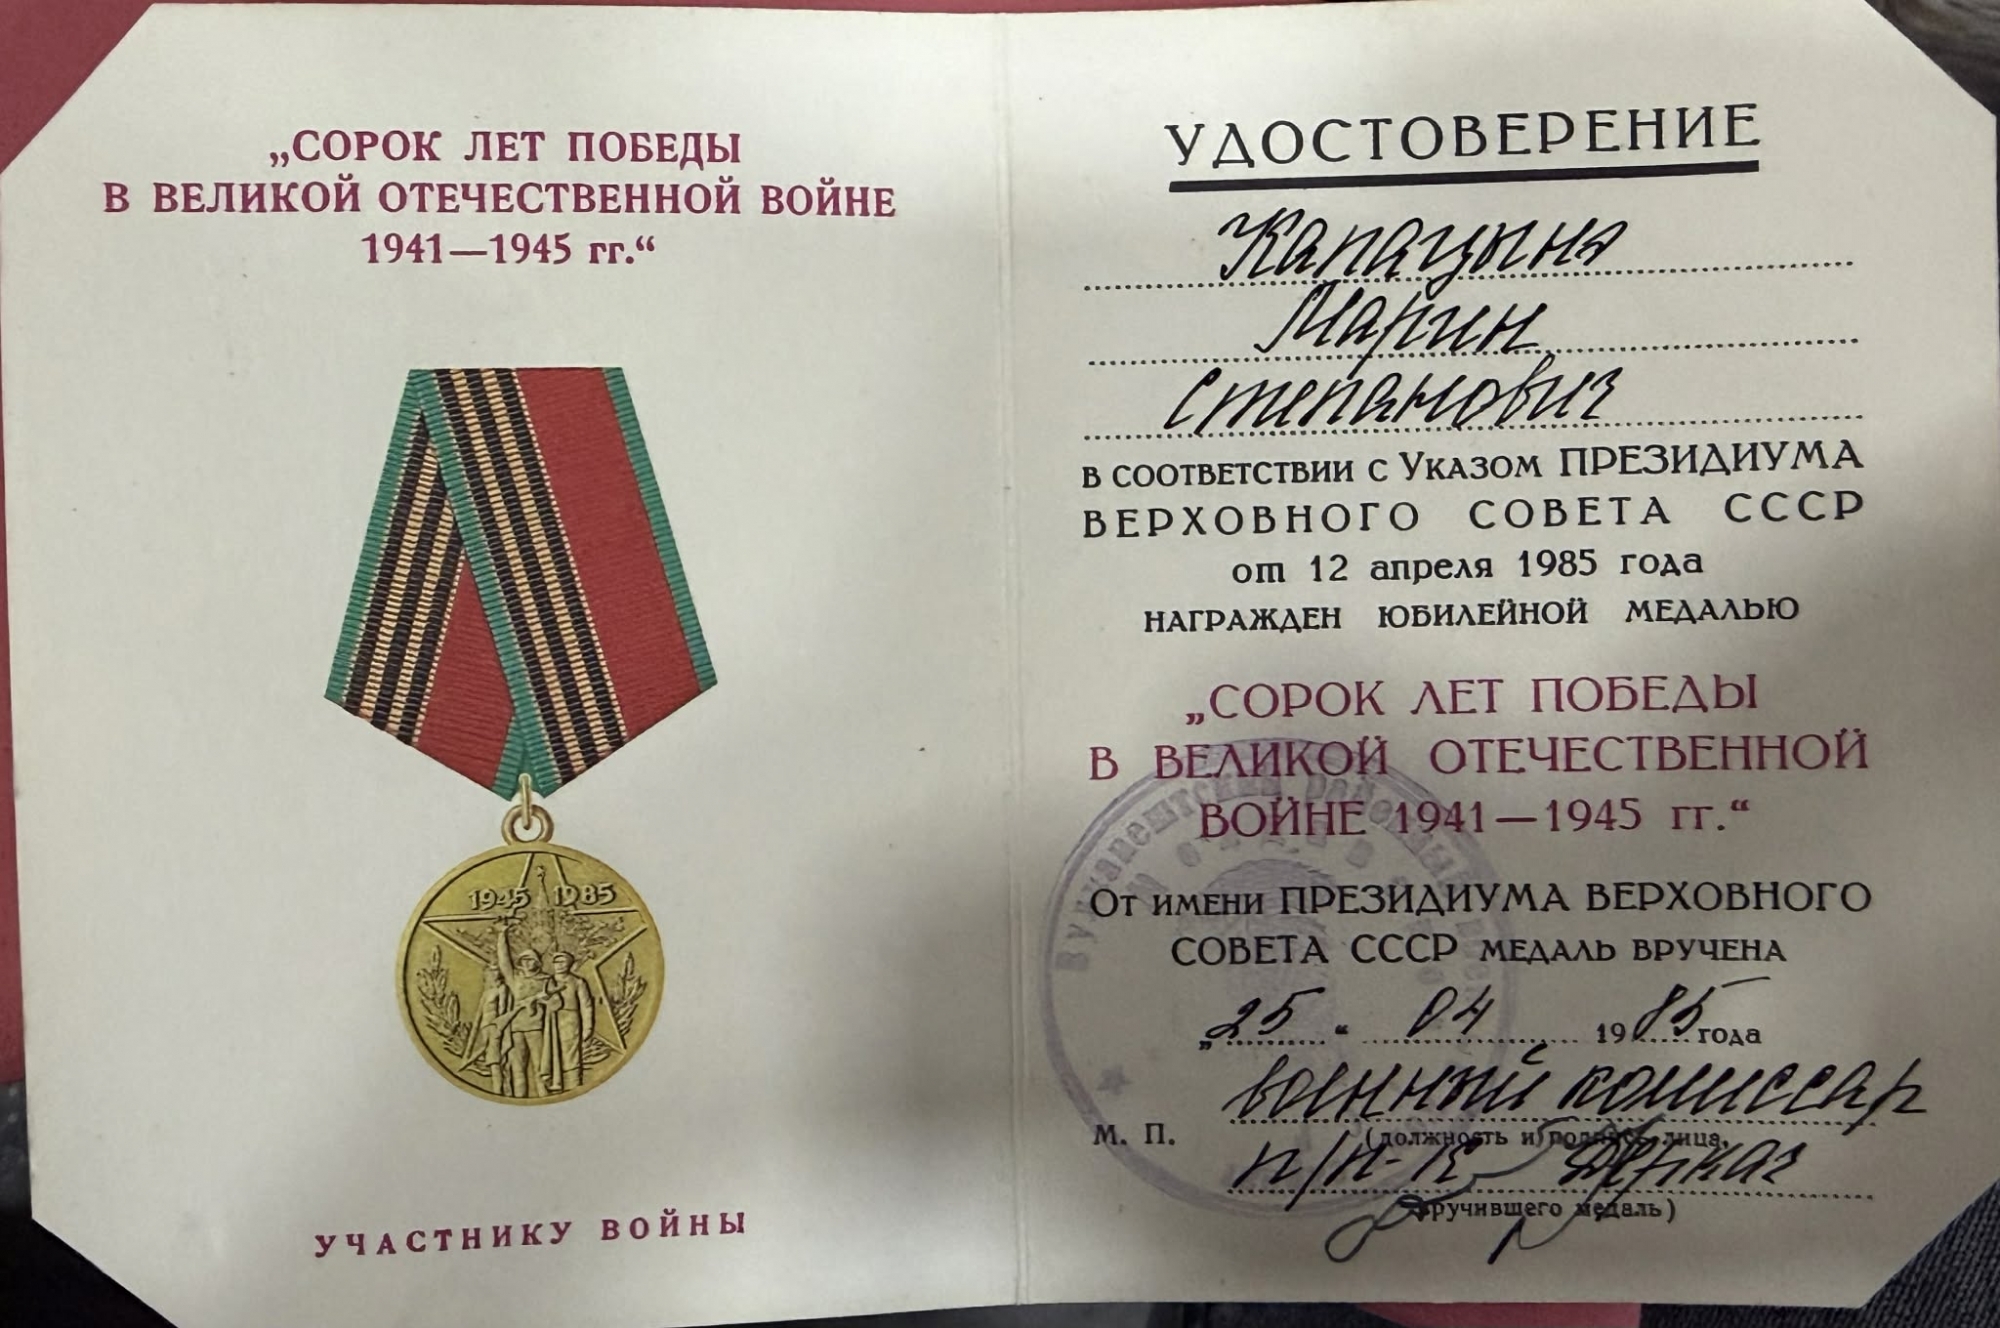 „СОРОК ЛЕТ ПОБЕДЫ
В ВЕЛИКОЙ ОТЕЧЕСТВЕННОЙ ВОЙНЕ
1941—1945 гг.“
1945 1985
УЧАСТНИКУ ВОЙНЫ
УДОСТОВЕРЕНИЕ
Капацына
Марин
Степанович
В СООТВЕТСТВИИ С УКАЗОМ ПРЕЗИДИУМА
ВЕРХОВНОГО СОВЕТА СССР
от 12 апреля 1985 года
НАГРАЖДЕН ЮБИЛЕЙНОЙ МЕДАЛЬЮ
„СОРОК ЛЕТ ПОБЕДЫ
В ВЕЛИКОЙ ОТЕЧЕСТВЕННОЙ
ВОЙНЕ 1941—1945 гг.“
ОТ ИМЕНИ ПРЕЗИДИУМА ВЕРХОВНОГО
СОВЕТА СССР МЕДАЛЬ ВРУЧЕНА
„25“ 04 1985 года
военный комиссар
М. П.
(должность и подпись лица,
п/п-к Деркач
вручившего медаль)